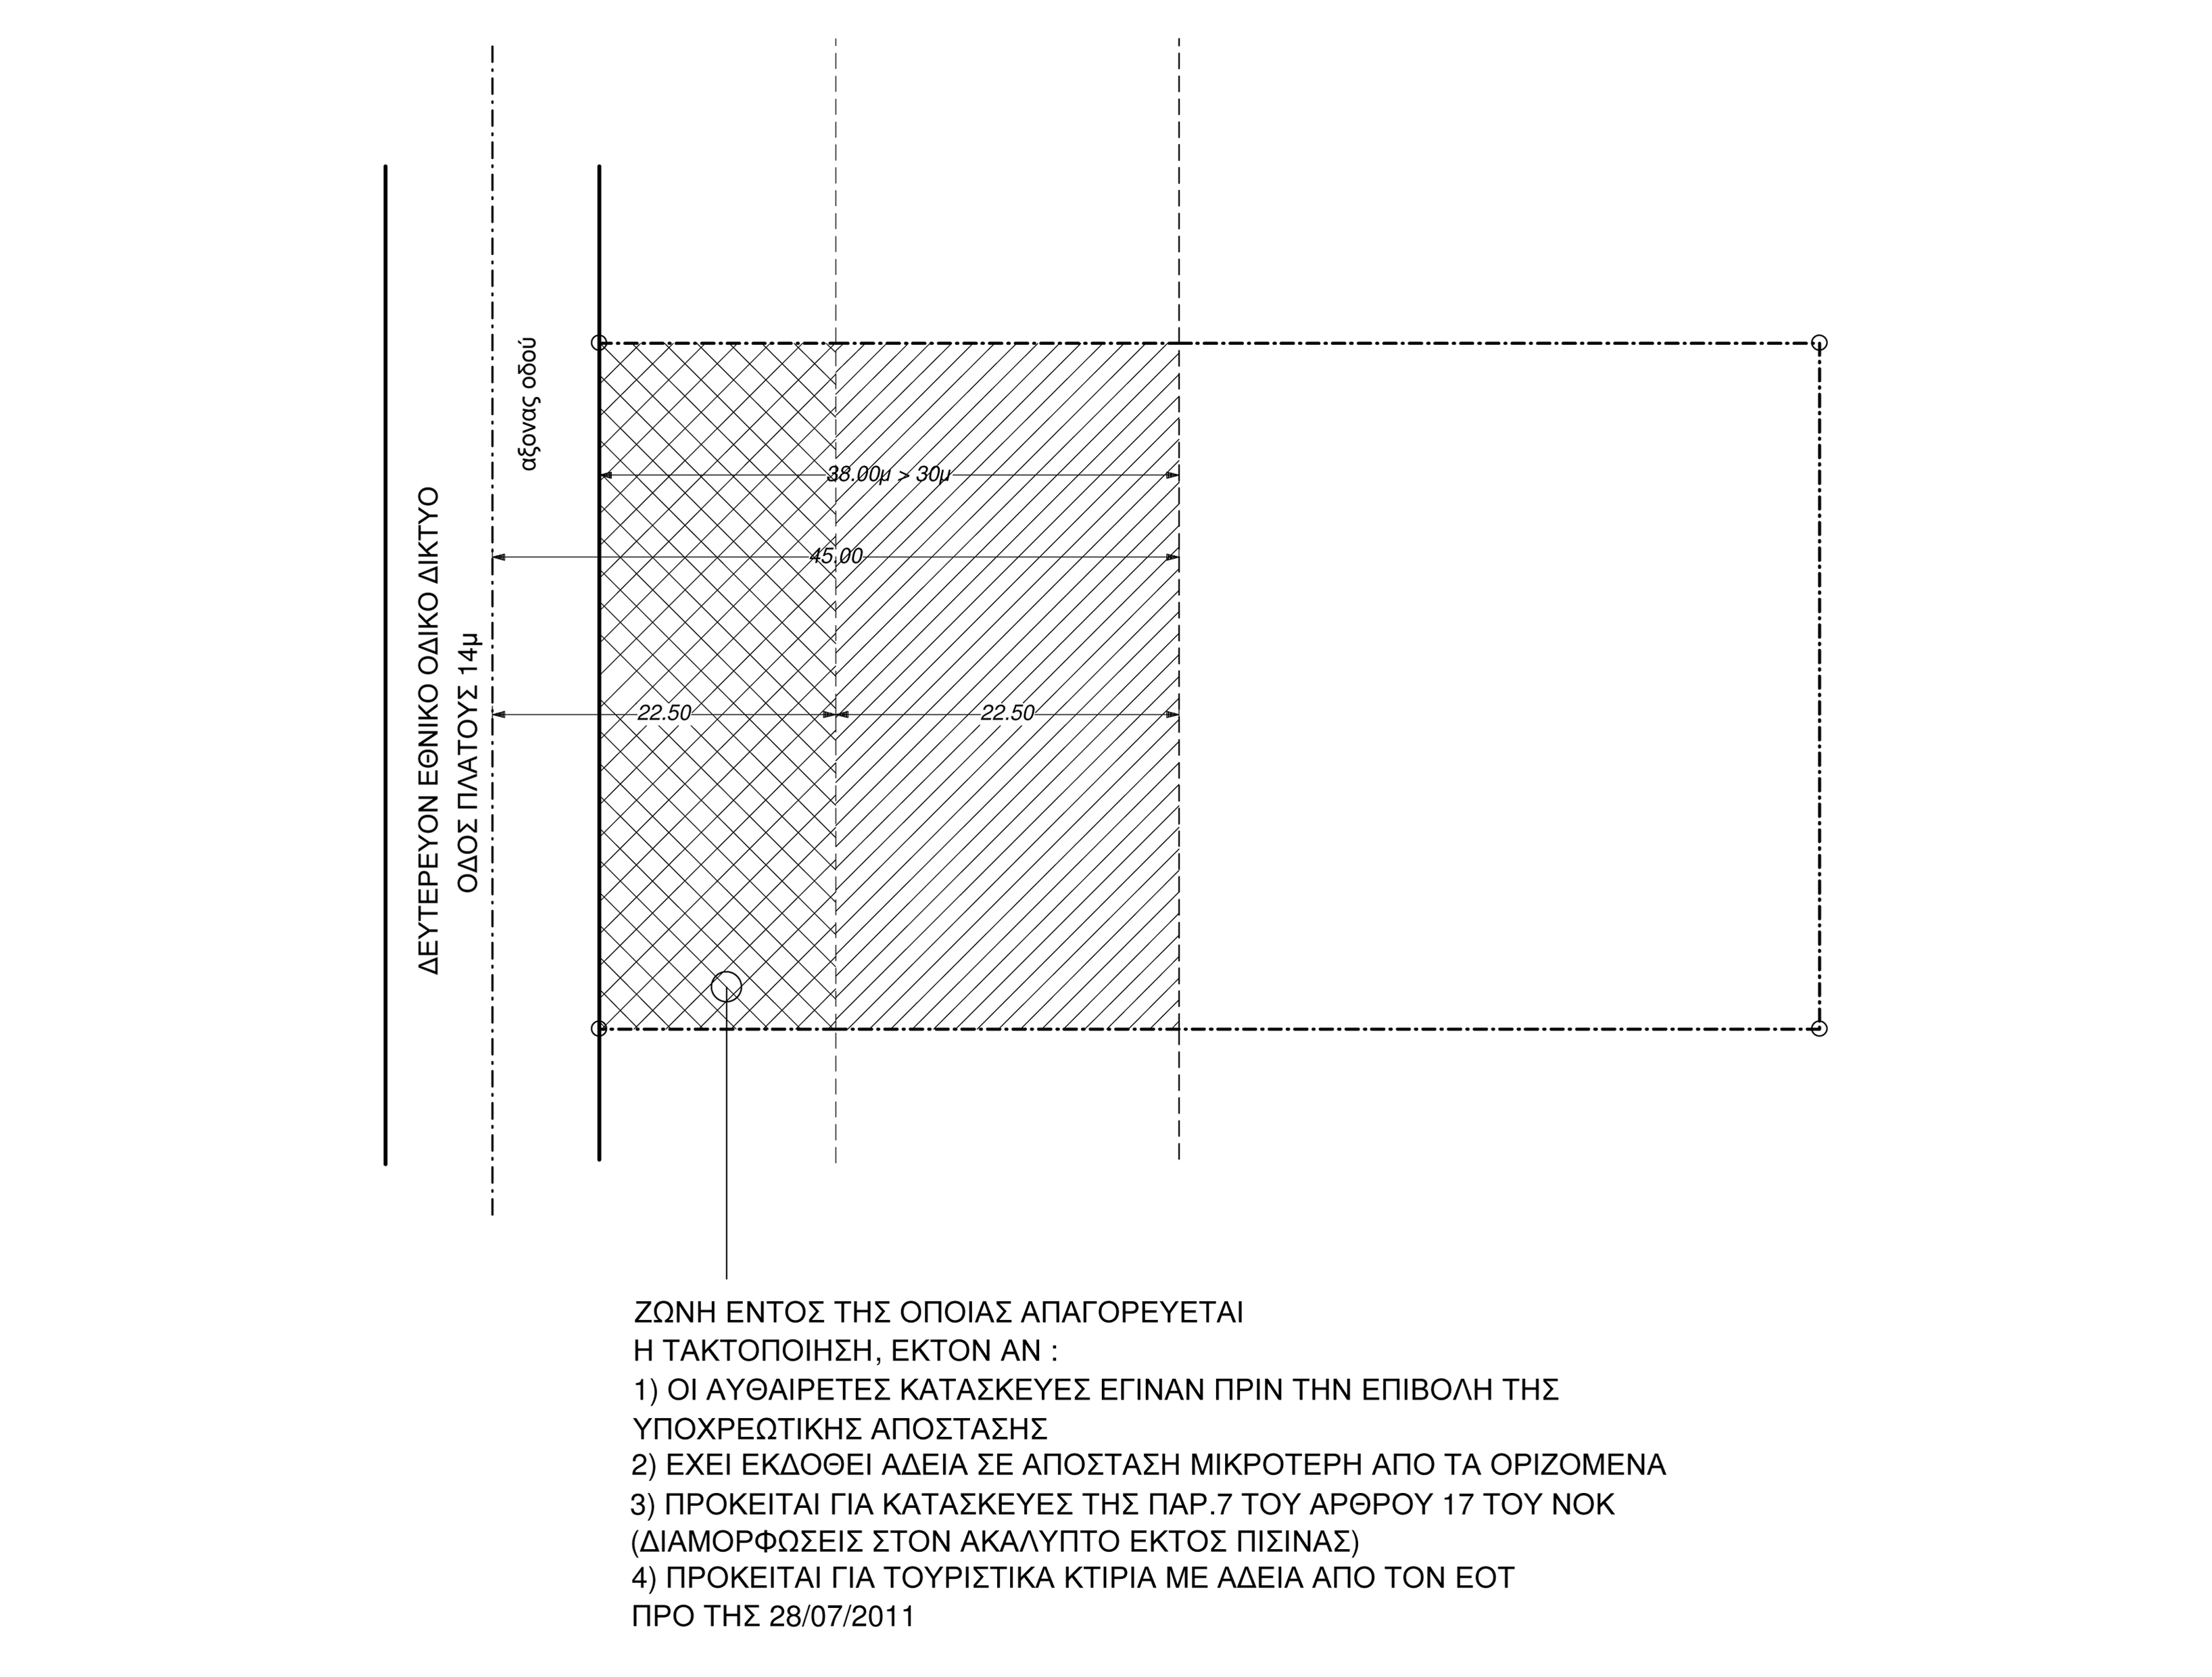 ΔΕΥΤΕΡΕΥΟΝ ΕΘΝΙΚΟ ΟΔΙΚΟ ΔΙΚΤΥΟ
ΟΔΟΣ ΠΛΑΤΟΥΣ 14μ
αξονας οδού
38.00μ > 30μ
45.00
22.50
22.50
ΖΩΝΗ ΕΝΤΟΣ ΤΗΣ ΟΠΟΙΑΣ ΑΠΑΓΟΡΕΥΕΤΑΙ
Η ΤΑΚΤΟΠΟΙΗΣΗ, ΕΚΤΟΝ ΑΝ :
1) ΟΙ ΑΥΘΑΙΡΕΤΕΣ ΚΑΤΑΣΚΕΥΕΣ ΕΓΙΝΑΝ ΠΡΙΝ ΤΗΝ ΕΠΙΒΟΛΗ ΤΗΣ
ΥΠΟΧΡΕΩΤΙΚΗΣ ΑΠΟΣΤΑΣΗΣ
2) ΕΧΕΙ ΕΚΔΟΘΕΙ ΑΔΕΙΑ ΣΕ ΑΠΟΣΤΑΣΗ ΜΙΚΡΟΤΕΡΗ ΑΠΟ ΤΑ ΟΡΙΖΟΜΕΝΑ
3) ΠΡΟΚΕΙΤΑΙ ΓΙΑ ΚΑΤΑΣΚΕΥΕΣ ΤΗΣ ΠΑΡ.7 ΤΟΥ ΑΡΘΡΟΥ 17 ΤΟΥ ΝΟΚ
(ΔΙΑΜΟΡΦΩΣΕΙΣ ΣΤΟΝ ΑΚΑΛΥΠΤΟ ΕΚΤΟΣ ΠΙΣΙΝΑΣ)
4) ΠΡΟΚΕΙΤΑΙ ΓΙΑ ΤΟΥΡΙΣΤΙΚΑ ΚΤΙΡΙΑ ΜΕ ΑΔΕΙΑ ΑΠΟ ΤΟΝ ΕΟΤ
ΠΡΟ ΤΗΣ 28/07/2011